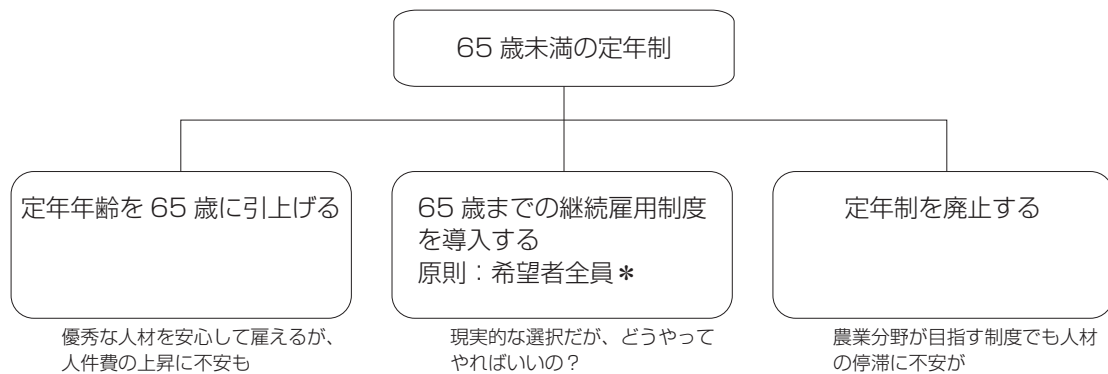 65 歳未満の定年制
定年年齢を 65 歳に引上げる
65 歳までの継続雇用制度
を導入する
原則：希望者全員＊
定年制を廃止する
優秀な人材を安心して雇えるが、
人件費の上昇に不安も
現実的な選択だが、どうやって
やればいいの？
農業分野が目指す制度でも人材
の停滞に不安が